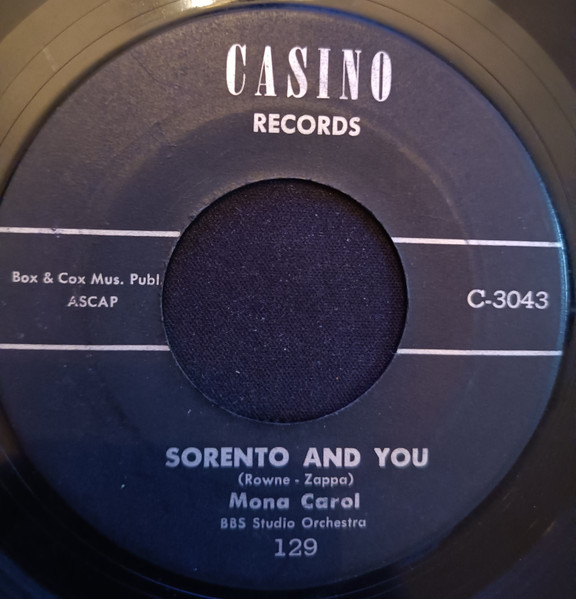 CASINO
RECORDS
Box & Cox Mus. Publ.
ASCAP
C-3043
SORENTO AND YOU
(Rowne - Zappa)
Mona Carol
BBS Studio Orchestra
129